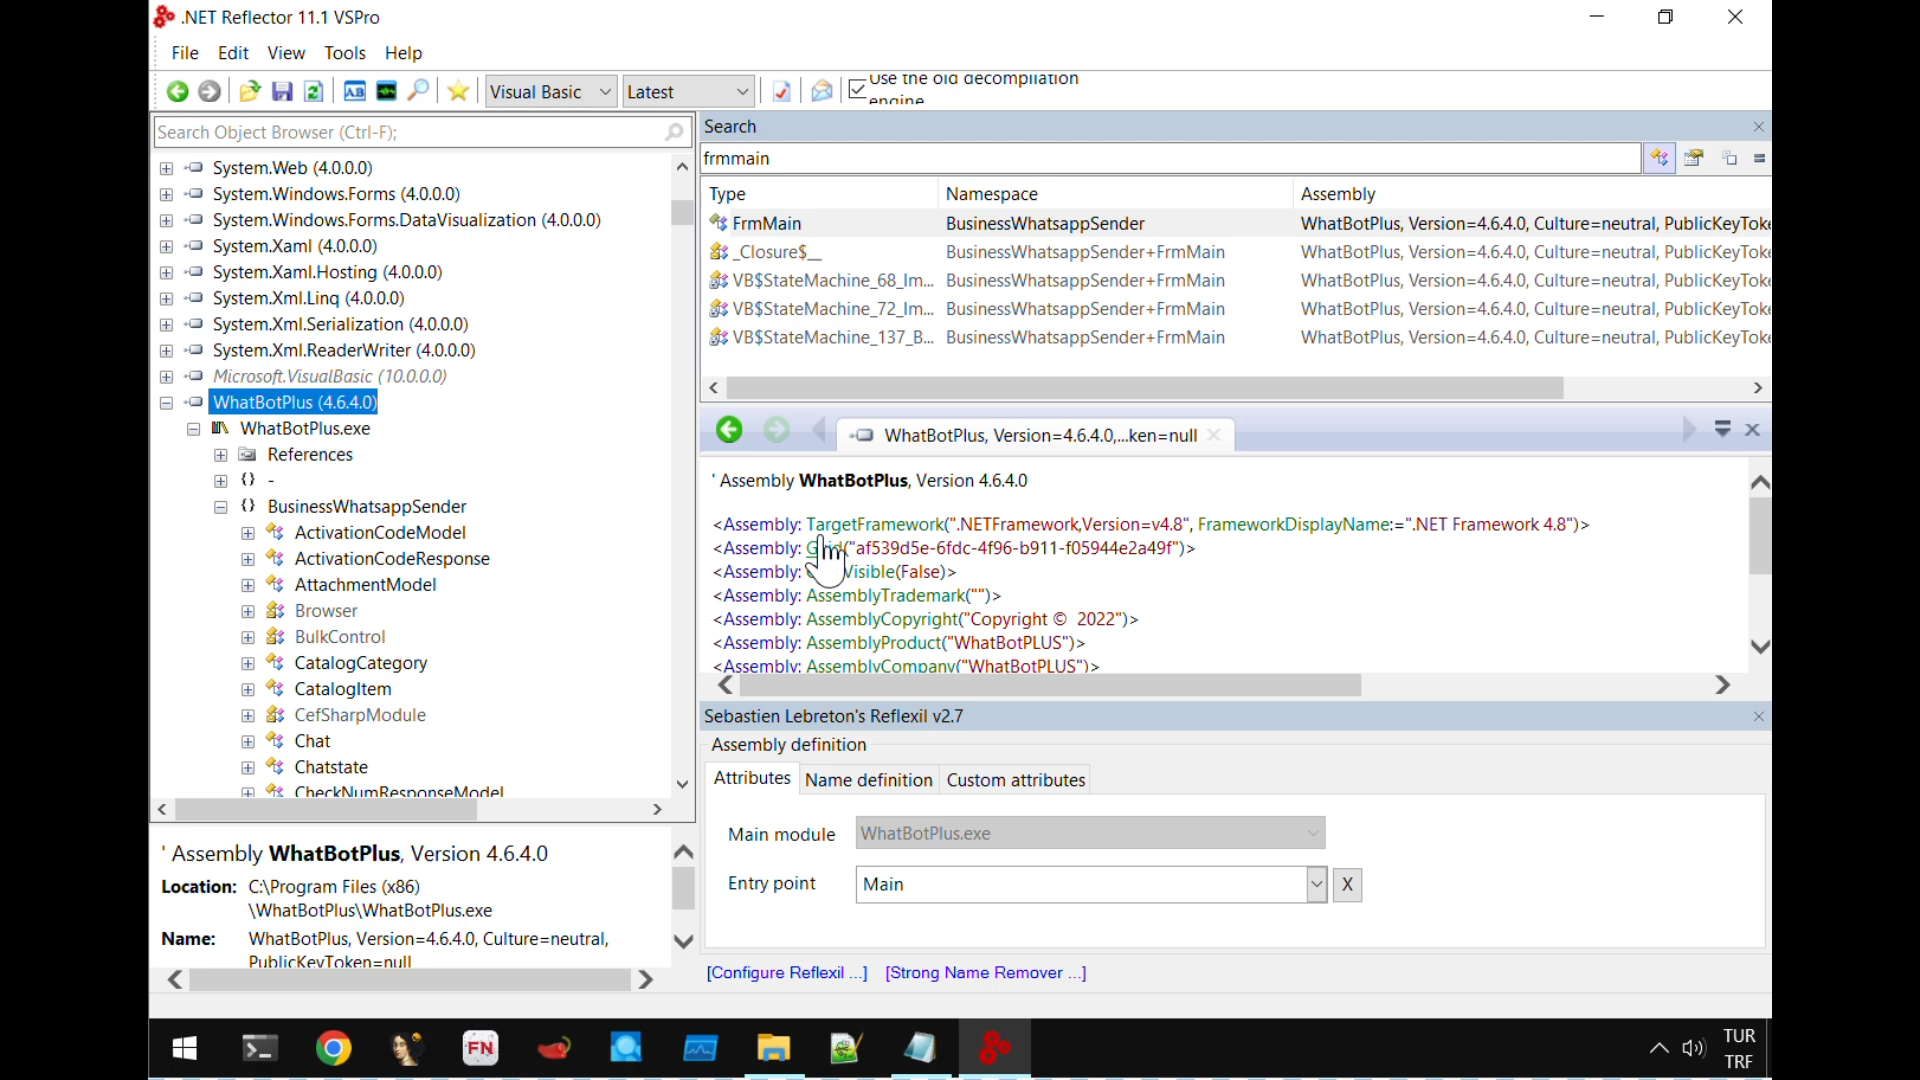 .NET Reflector 11.1 VSPro
File Edit View Tools Help
Visual Basic Latest Use the old decompilation
engine
Search Object Browser (Ctrl-F);
System.Web (4.0.0.0)
System.Windows.Forms (4.0.0.0)
System.Windows.Forms.DataVisualization (4.0.0.0)
System.Xaml (4.0.0.0)
System.Xaml.Hosting (4.0.0.0)
System.Xml.Linq (4.0.0.0)
System.Xml.Serialization (4.0.0.0)
System.Xml.ReaderWriter (4.0.0.0)
Microsoft.VisualBasic (10.0.0.0)
WhatBotPlus (4.6.4.0)
WhatBotPlus.exe
References
{} -
{} BusinessWhatsappSender
ActivationCodeModel
ActivationCodeResponse
AttachmentModel
Browser
BulkControl
CatalogCategory
CatalogItem
CefSharpModule
Chat
Chatstate
CheckNumResponseModel
' Assembly WhatBotPlus, Version 4.6.4.0
Location: C:\Program Files (x86)
\WhatBotPlus\WhatBotPlus.exe
Name: WhatBotPlus, Version=4.6.4.0, Culture=neutral,
PublicKeyToken=null
Search
frmmain
Type Namespace Assembly
FrmMain BusinessWhatsappSender WhatBotPlus, Version=4.6.4.0, Culture=neutral, PublicKeyToke
_Closure$__ BusinessWhatsappSender+FrmMain WhatBotPlus, Version=4.6.4.0, Culture=neutral, PublicKeyToke
VB$StateMachine_68_Im... BusinessWhatsappSender+FrmMain WhatBotPlus, Version=4.6.4.0, Culture=neutral, PublicKeyToke
VB$StateMachine_72_Im... BusinessWhatsappSender+FrmMain WhatBotPlus, Version=4.6.4.0, Culture=neutral, PublicKeyToke
VB$StateMachine_137_B... BusinessWhatsappSender+FrmMain WhatBotPlus, Version=4.6.4.0, Culture=neutral, PublicKeyToke
WhatBotPlus, Version=4.6.4.0,...ken=null
' Assembly WhatBotPlus, Version 4.6.4.0
<Assembly: TargetFramework(".NETFramework,Version=v4.8", FrameworkDisplayName:=".NET Framework 4.8")>
<Assembly: Guid("af539d5e-6fdc-4f96-b911-f05944e2a49f")>
<Assembly: ComVisible(False)>
<Assembly: AssemblyTrademark("")>
<Assembly: AssemblyCopyright("Copyright © 2022")>
<Assembly: AssemblyProduct("WhatBotPLUS")>
<Assembly: AssemblyCompany("WhatBotPLUS")>
Sebastien Lebreton's Reflexil v2.7
Assembly definition
Attributes Name definition Custom attributes
Main module WhatBotPlus.exe
Entry point Main X
[Configure Reflexil ...] [Strong Name Remover ...]
FN
TUR
TRF